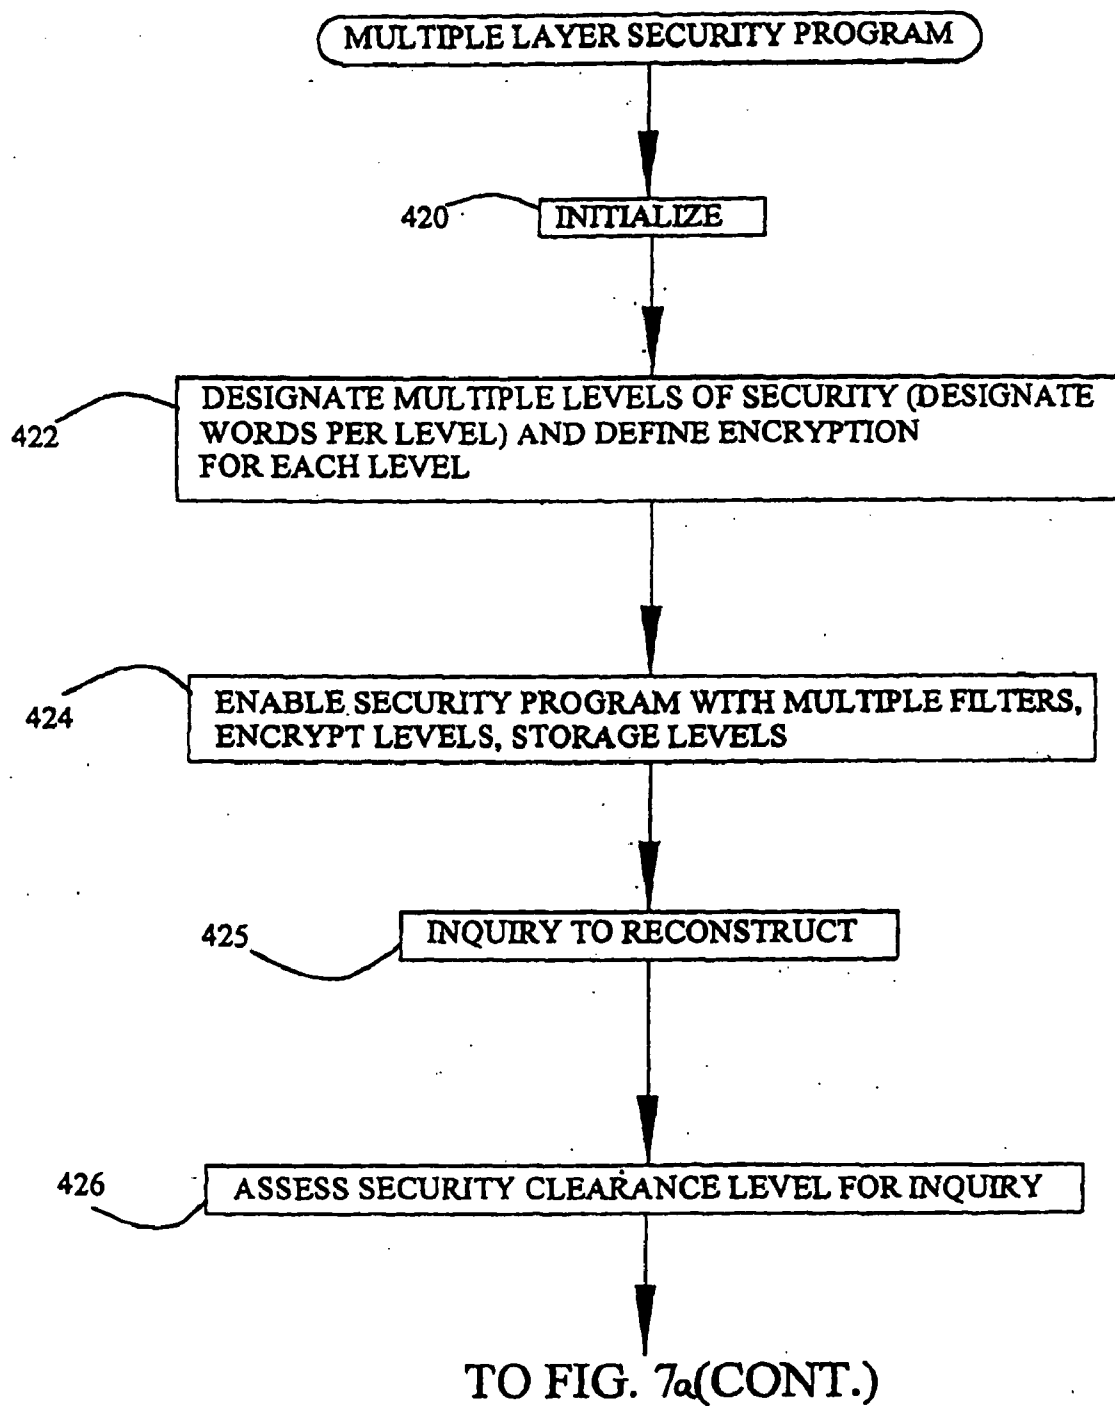 MULTIPLE LAYER SECURITY PROGRAM
420
INITIALIZE
422
DESIGNATE MULTIPLE LEVELS OF SECURITY (DESIGNATE
WORDS PER LEVEL) AND DEFINE ENCRYPTION
FOR EACH LEVEL
424
ENABLE SECURITY PROGRAM WITH MULTIPLE FILTERS,
ENCRYPT LEVELS, STORAGE LEVELS
425
INQUIRY TO RECONSTRUCT
426
ASSESS SECURITY CLEARANCE LEVEL FOR INQUIRY
TO FIG. 7a(CONT.)